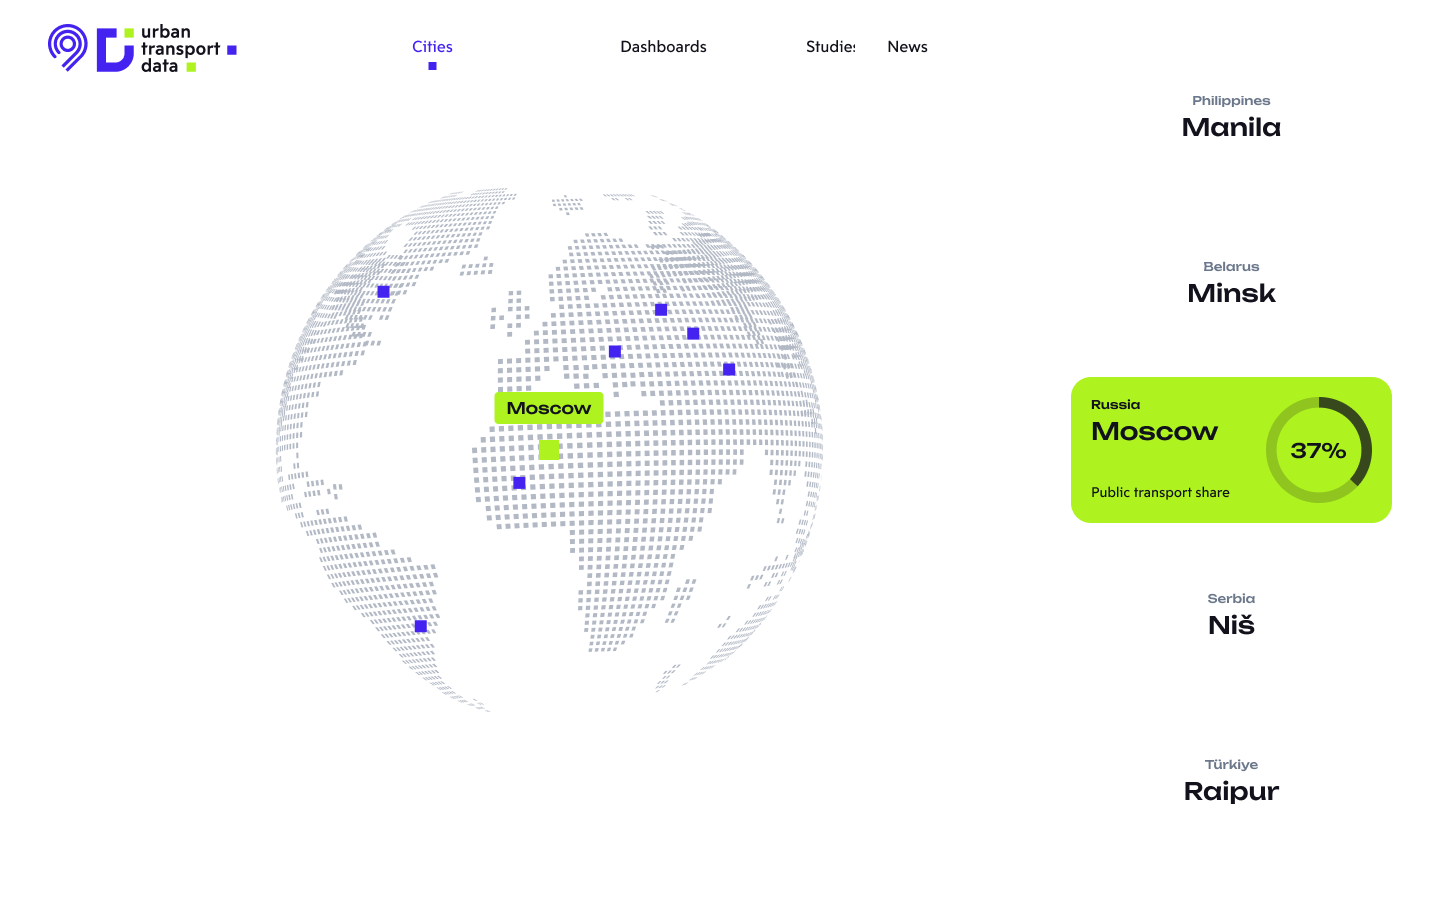 urban
transport
data
Cities
Dashboards
Studies
News
Philippines
Manila
Belarus
Minsk
Moscow
Russia
Moscow
37%
Public transport share
Serbia
Niš
Türkiye
Raipur